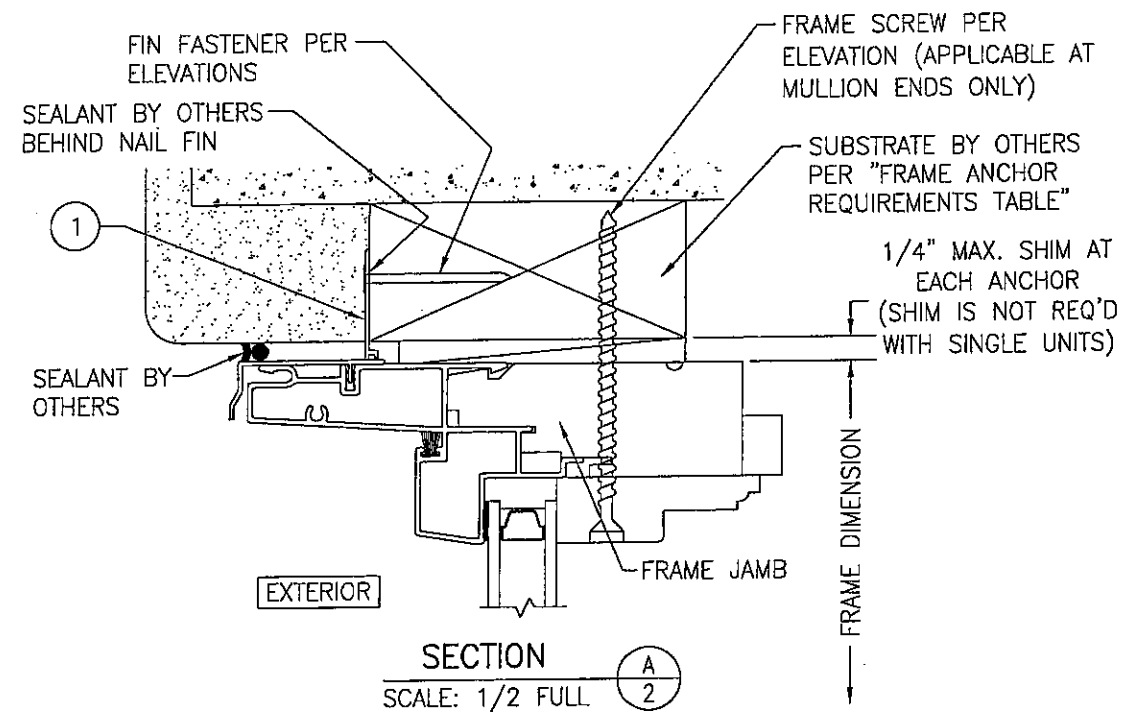 FIN FASTENER PER
ELEVATIONS
SEALANT BY OTHERS
BEHIND NAIL FIN
1
SEALANT BY
OTHERS
FRAME SCREW PER
ELEVATION (APPLICABLE AT
MULLION ENDS ONLY)
SUBSTRATE BY OTHERS
PER "FRAME ANCHOR
REQUIREMENTS TABLE"
1/4" MAX. SHIM AT
EACH ANCHOR
(SHIM IS NOT REQ'D
WITH SINGLE UNITS)
FRAME DIMENSION
FRAME JAMB
EXTERIOR
SECTION
SCALE: 1/2 FULL
A
2